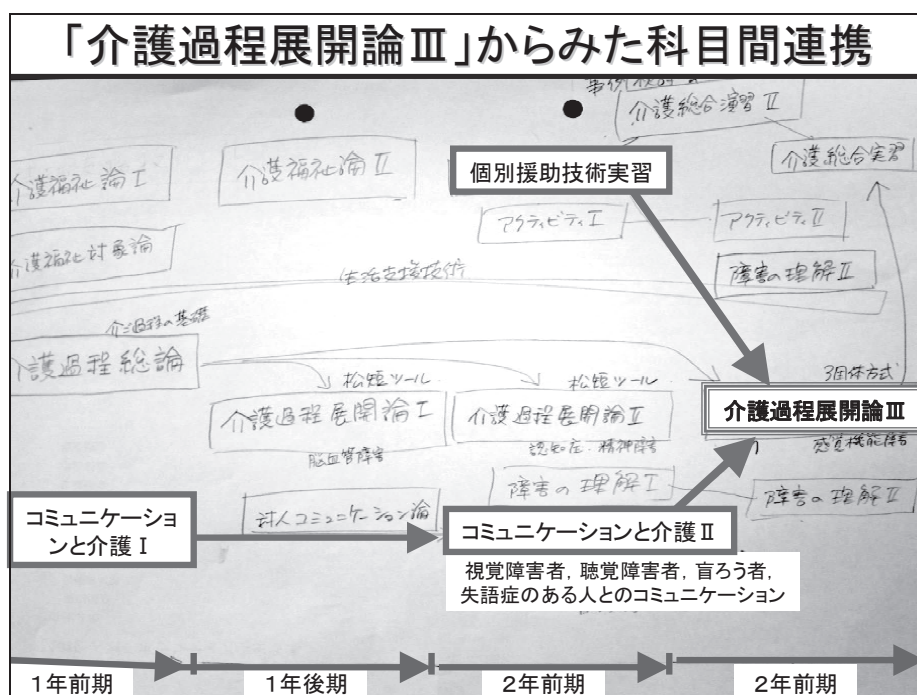 「介護過程展開論Ⅲ」からみた科目間連携
介護総合演習Ⅱ
個別援助技術実習
介護総合実習
介護福祉論Ⅰ
介護福祉論Ⅱ
アクティビティⅠ
アクティビティⅡ
介護福祉対象論
生活支援技術
障害の理解Ⅱ
介護過程総論
松短ツール
松短ツール
3団体方式
介護過程展開論Ⅰ
介護過程展開論Ⅱ
介護過程展開論Ⅲ
脳血管障害
認知症・精神障害
感覚機能障害
障害の理解Ⅰ
障害の理解Ⅱ
コミュニケーショ
ンと介護Ⅰ
対人コミュニケーション論
コミュニケーションと介護Ⅱ
視覚障害者，聴覚障害者，盲ろう者，
失語症のある人とのコミュニケーション
1年前期
1年後期
2年前期
2年前期